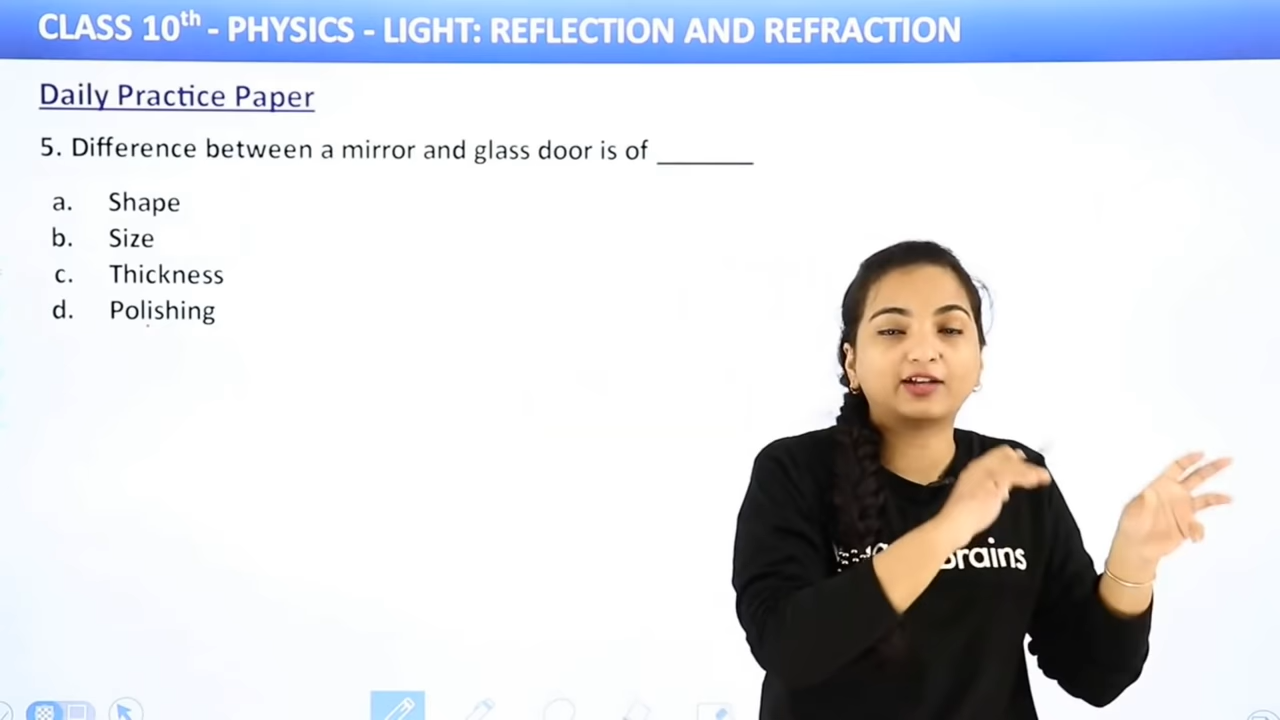 CLASS 10th - PHYSICS - LIGHT: REFLECTION AND REFRACTION
Daily Practice Paper
5. Difference between a mirror and glass door is of _______
a. Shape
b. Size
c. Thickness
d. Polishing
Brains